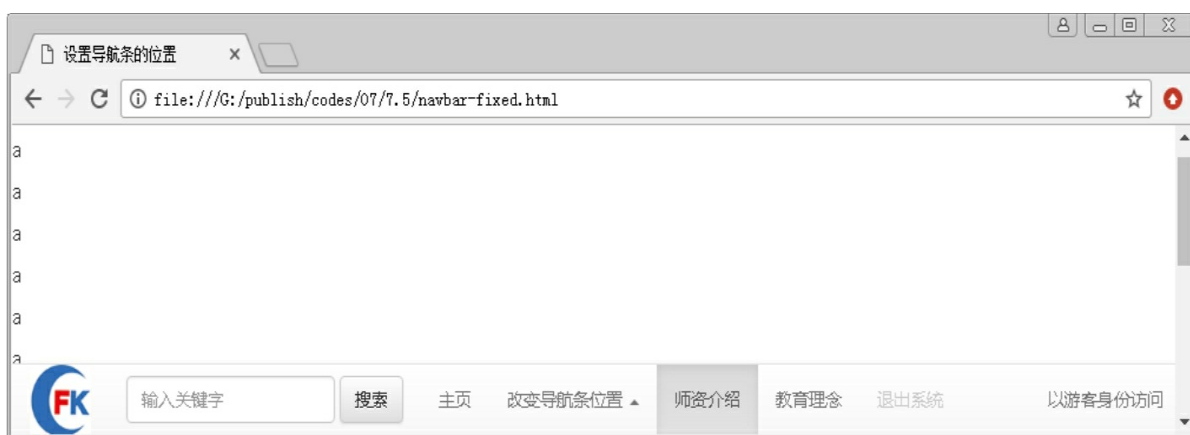 设置导航条的位置
file:///G:/publish/codes/07/7.5/navbar-fixed.html
a
a
a
a
a
a
FK 输入关键字 搜索 主页 改变导航条位置 师资介绍 教育理念 退出系统 以游客身份访问